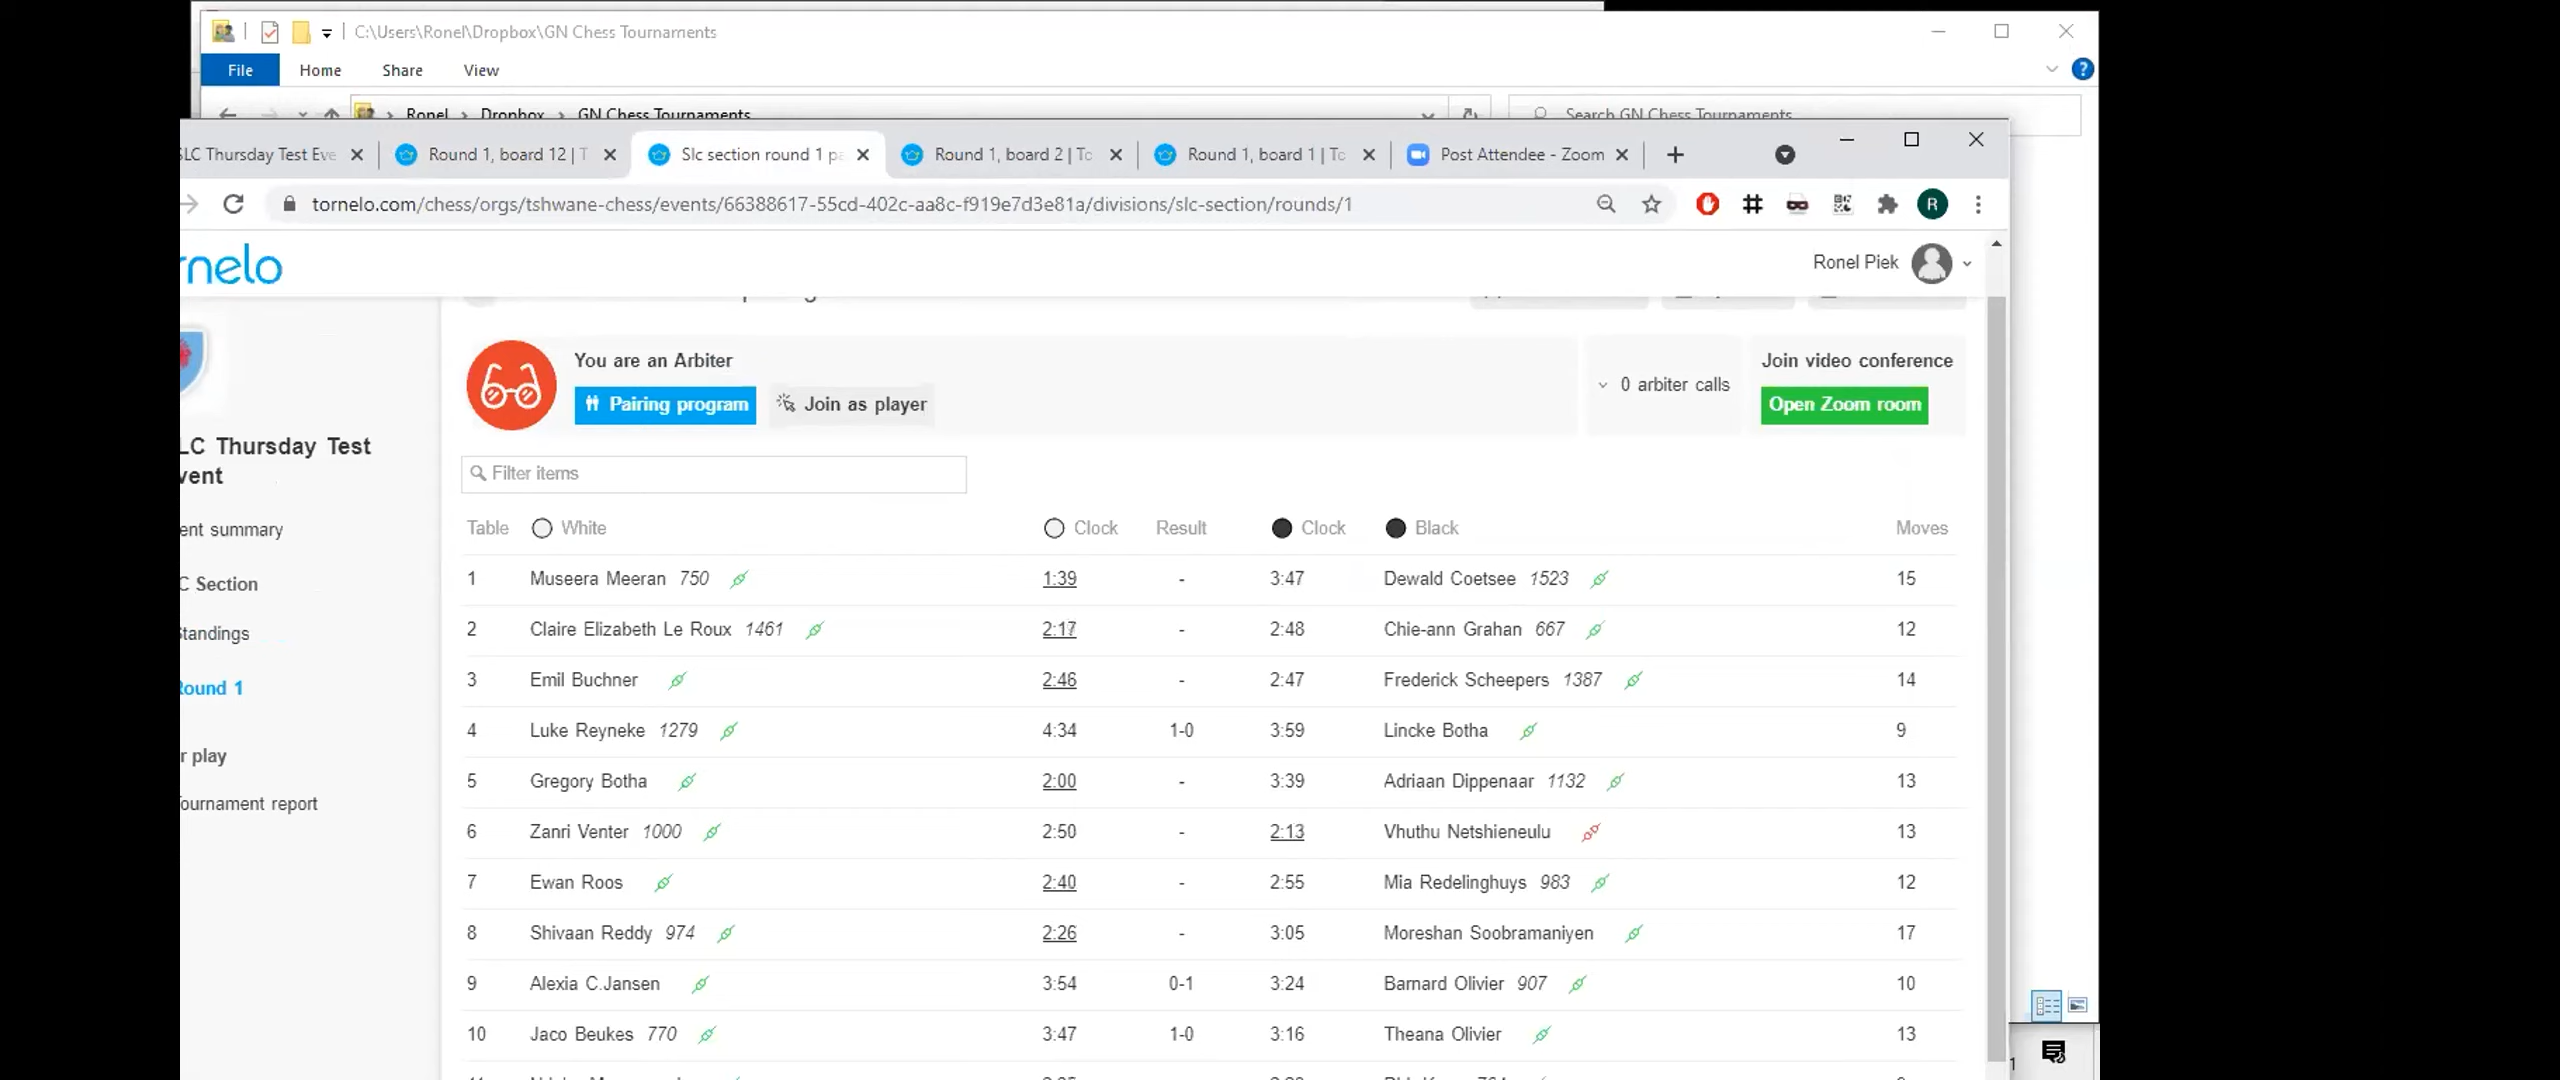 C:\Users\Ronel\Dropbox\GN Chess Tournaments
File Home Share View
Ronel > Dropbox > GN Chess Tournaments
Search GN Chess Tournaments
SLC Thursday Test Eve
Round 1, board 12 | T
Slc section round 1 pa
Round 1, board 2 | Tc
Round 1, board 1 | Tc
Post Attendee - Zoom
tornelo.com/chess/orgs/tshwane-chess/events/66388617-55cd-402c-aa8c-f919e7d3e81a/divisions/slc-section/rounds/1
R
rnelo
Ronel Piek
You are an Arbiter
Pairing program
Join as player
0 arbiter calls
Join video conference
Open Zoom room
LC Thursday Test
vent
ent summary
C Section
Standings
Round 1
r play
ournament report
Filter items
Table White Clock Result Clock Black Moves
1 Museera Meeran 750 1:39 - 3:47 Dewald Coetsee 1523 15
2 Claire Elizabeth Le Roux 1461 2:17 - 2:48 Chie-ann Grahan 667 12
3 Emil Buchner 2:46 - 2:47 Frederick Scheepers 1387 14
4 Luke Reyneke 1279 4:34 1-0 3:59 Lincke Botha 9
5 Gregory Botha 2:00 - 3:39 Adriaan Dippenaar 1132 13
6 Zanri Venter 1000 2:50 - 2:13 Vhuthu Netshieneulu 13
7 Ewan Roos 2:40 - 2:55 Mia Redelinghuys 983 12
8 Shivaan Reddy 974 2:26 - 3:05 Moreshan Soobramaniyen 17
9 Alexia C.Jansen 3:54 0-1 3:24 Barnard Olivier 907 10
10 Jaco Beukes 770 3:47 1-0 3:16 Theana Olivier 13